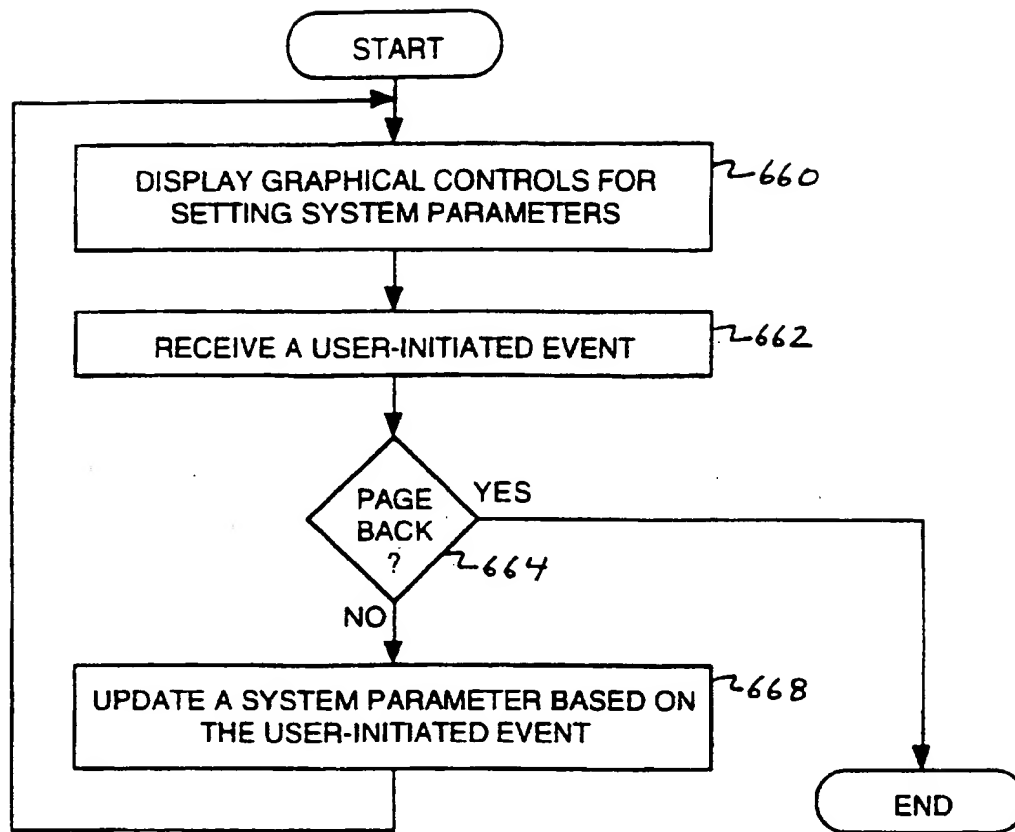 START
DISPLAY GRAPHICAL CONTROLS FOR
SETTING SYSTEM PARAMETERS
660
RECEIVE A USER-INITIATED EVENT
662
PAGE
BACK
?
YES
664
NO
UPDATE A SYSTEM PARAMETER BASED ON
THE USER-INITIATED EVENT
668
END